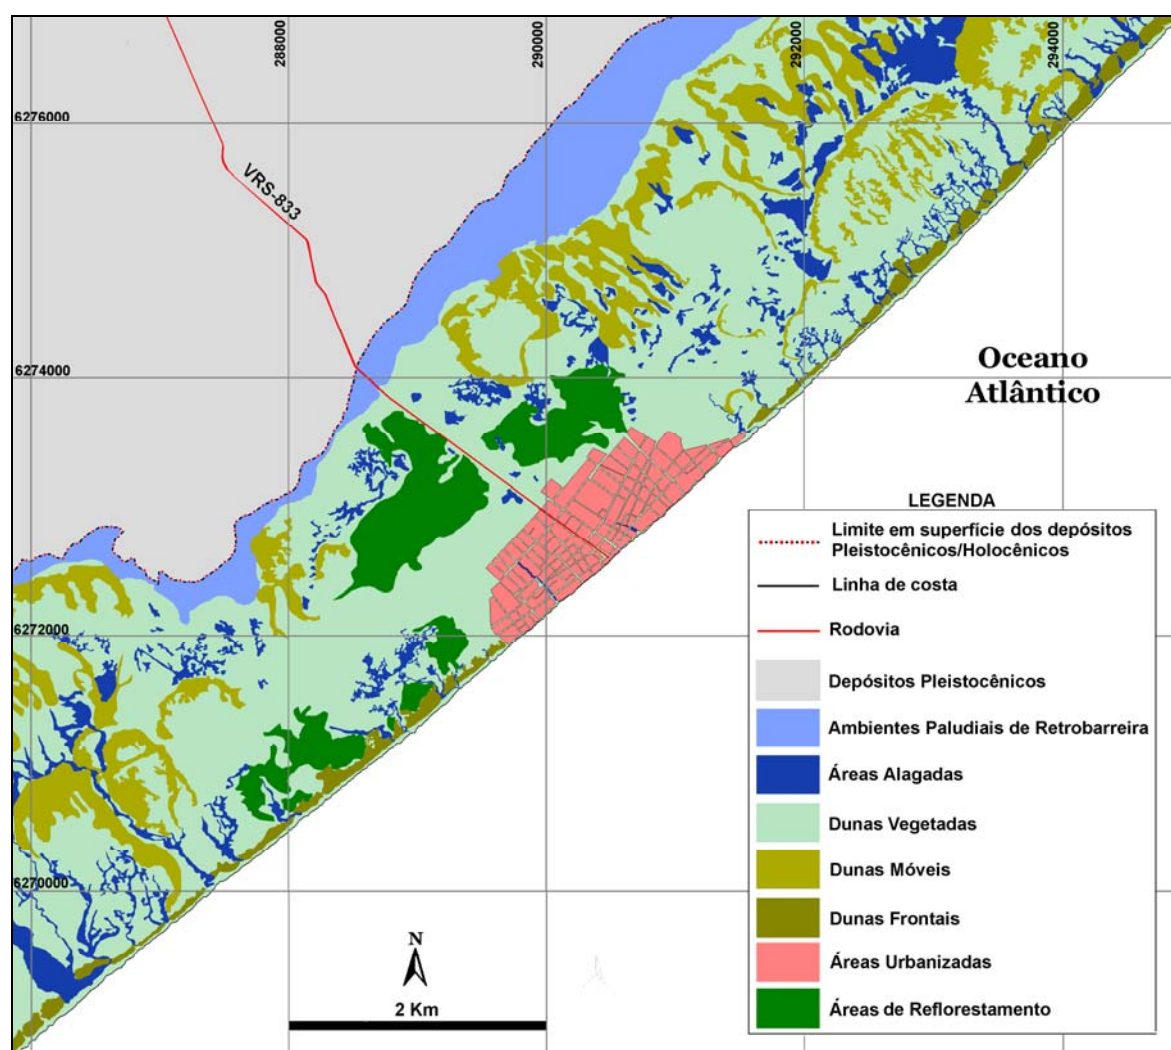 288000
290000
292000
294000
6276000
VRS-833
6274000
Oceano
Atlântico
LEGENDA
Limite em superfície dos depósitos
Pleistocênicos/Holocênicos
Linha de costa
Rodovia
6272000
Depósitos Pleistocênicos
Ambientes Paludiais de Retrobarreira
Áreas Alagadas
Dunas Vegetadas
Dunas Móveis
6270000
Dunas Frontais
N
Áreas Urbanizadas
2 Km
Áreas de Reflorestamento